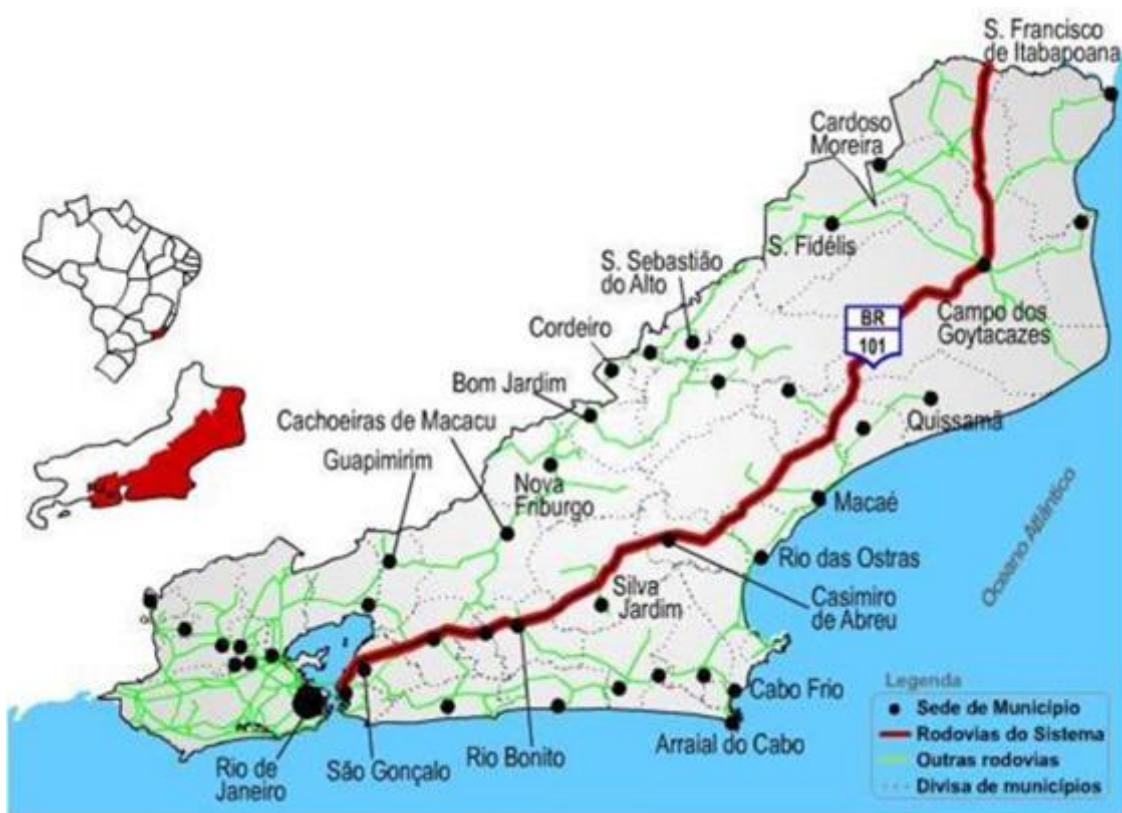 S. Francisco
de Itabapoana
Cardoso
Moreira
S. Fidélis
S. Sebastião
do Alto
Campo dos
Goytacazes
BR
101
Cordeiro
Bom Jardim
Quissamã
Cachoeiras de Macacu
Guapimirim
Nova
Friburgo
Macaé
Oceano Atlântico
Rio das Ostras
Silva
Jardim
Casimiro
de Abreu
Cabo Frio
Arraial do Cabo
Rio Bonito
São Gonçalo
Rio de
Janeiro
Legenda
Sede de Município
Rodovias do Sistema
Outras rodovias
Divisa de municípios